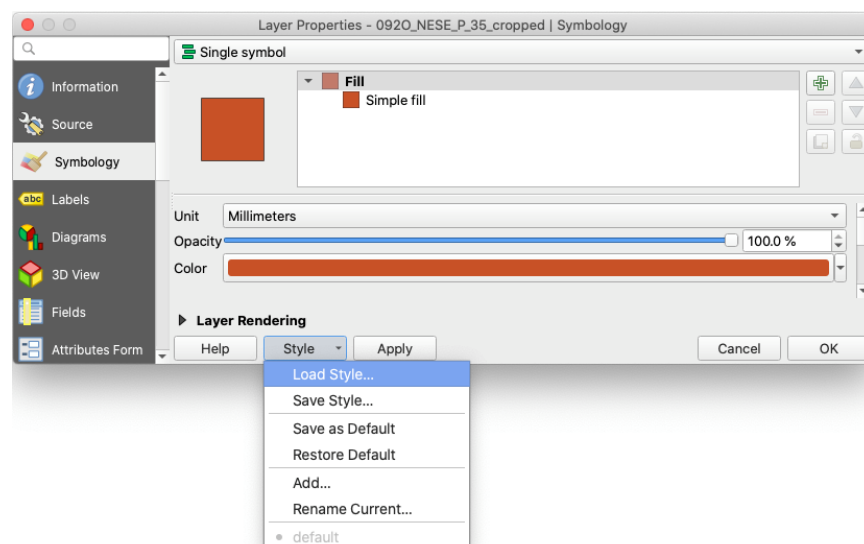 Layer Properties - 092O_NESE_P_35_cropped | Symbology
Single symbol
Information
Source
Symbology
abc Labels
Diagrams
3D View
Fields
Attributes Form
Fill
Simple fill
Unit Millimeters
Opacity 100.0 %
Color
Layer Rendering
Help Style Apply Cancel OK
Load Style...
Save Style...
Save as Default
Restore Default
Add...
Rename Current...
default